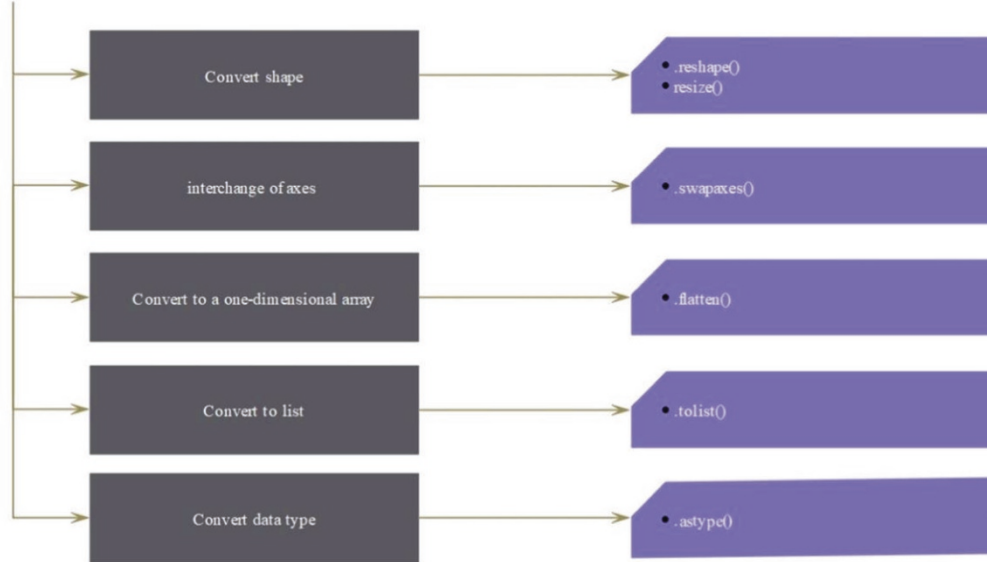 Convert shape
• .reshape()
• resize()
interchange of axes
• .swapaxes()
Convert to a one-dimensional array
• .flatten()
Convert to list
• .tolist()
Convert data type
• .astype()